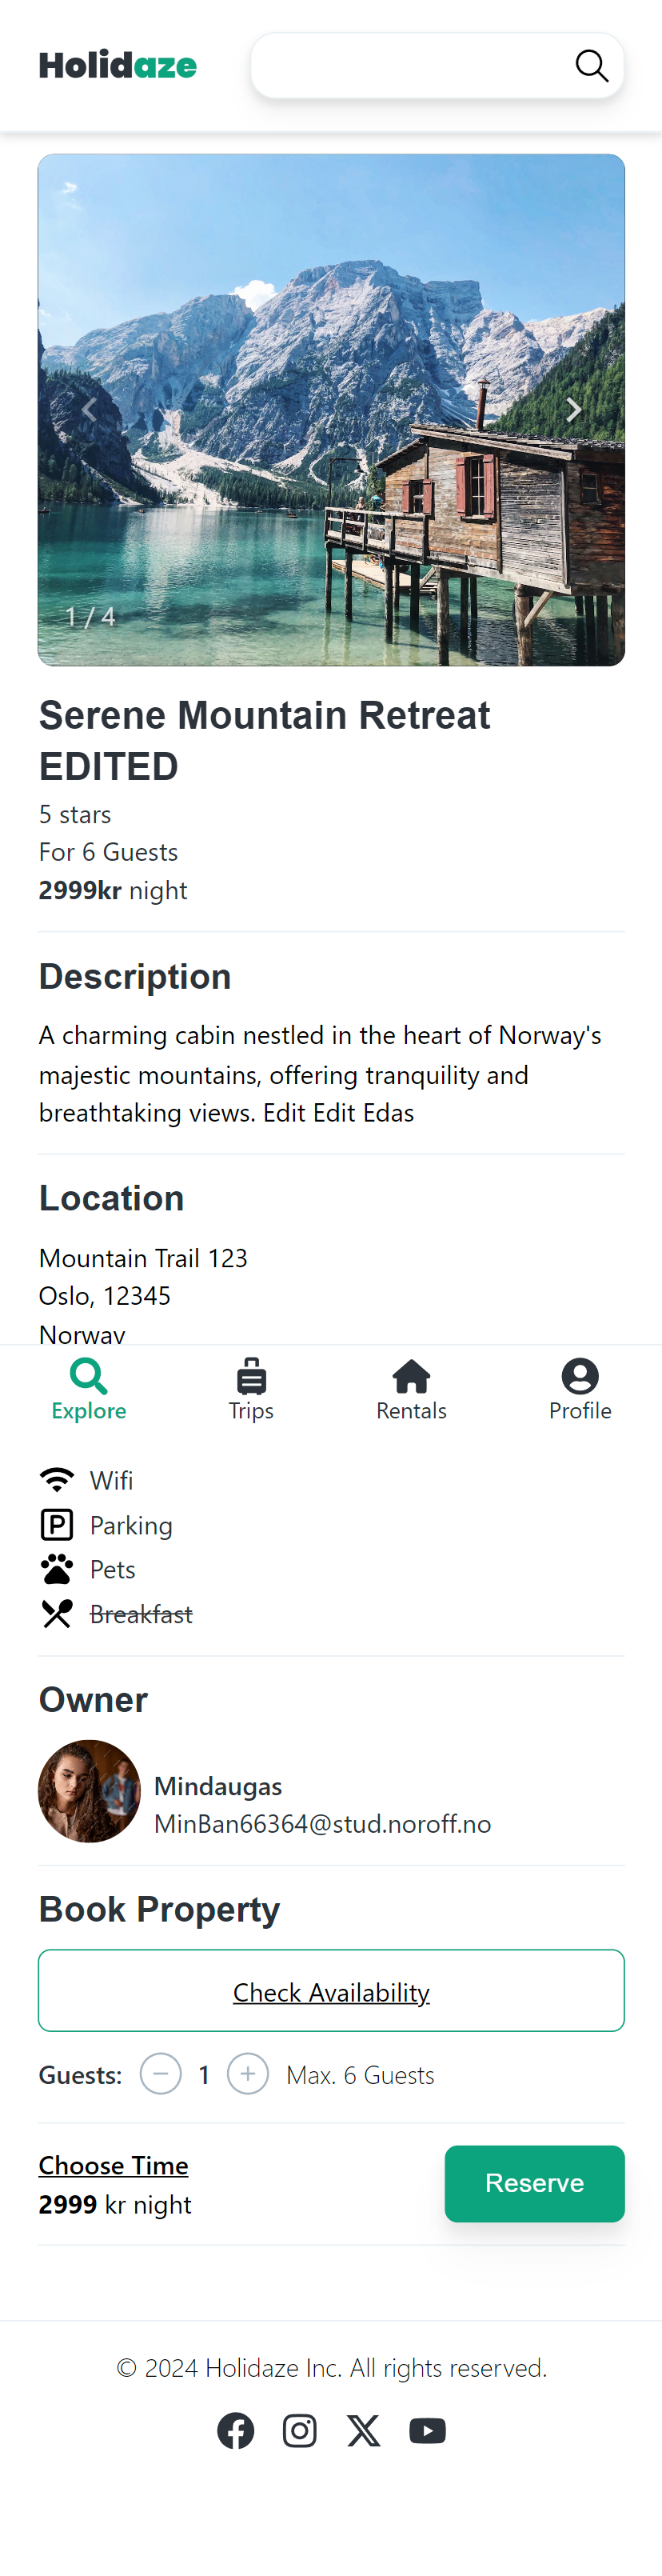 Holidaze
1 / 4
Serene Mountain Retreat
EDITED
5 stars
For 6 Guests
2999kr night
Description
A charming cabin nestled in the heart of Norway's
majestic mountains, offering tranquility and
breathtaking views. Edit Edit Edas
Location
Mountain Trail 123
Oslo, 12345
Norway
Explore Trips Rentals Profile
Wifi
P Parking
Pets
Breakfast
Owner
Mindaugas
MinBan66364@stud.noroff.no
Book Property
Check Availability
Guests: − 1 + Max. 6 Guests
Choose Time
2999 kr night
Reserve
© 2024 Holidaze Inc. All rights reserved.